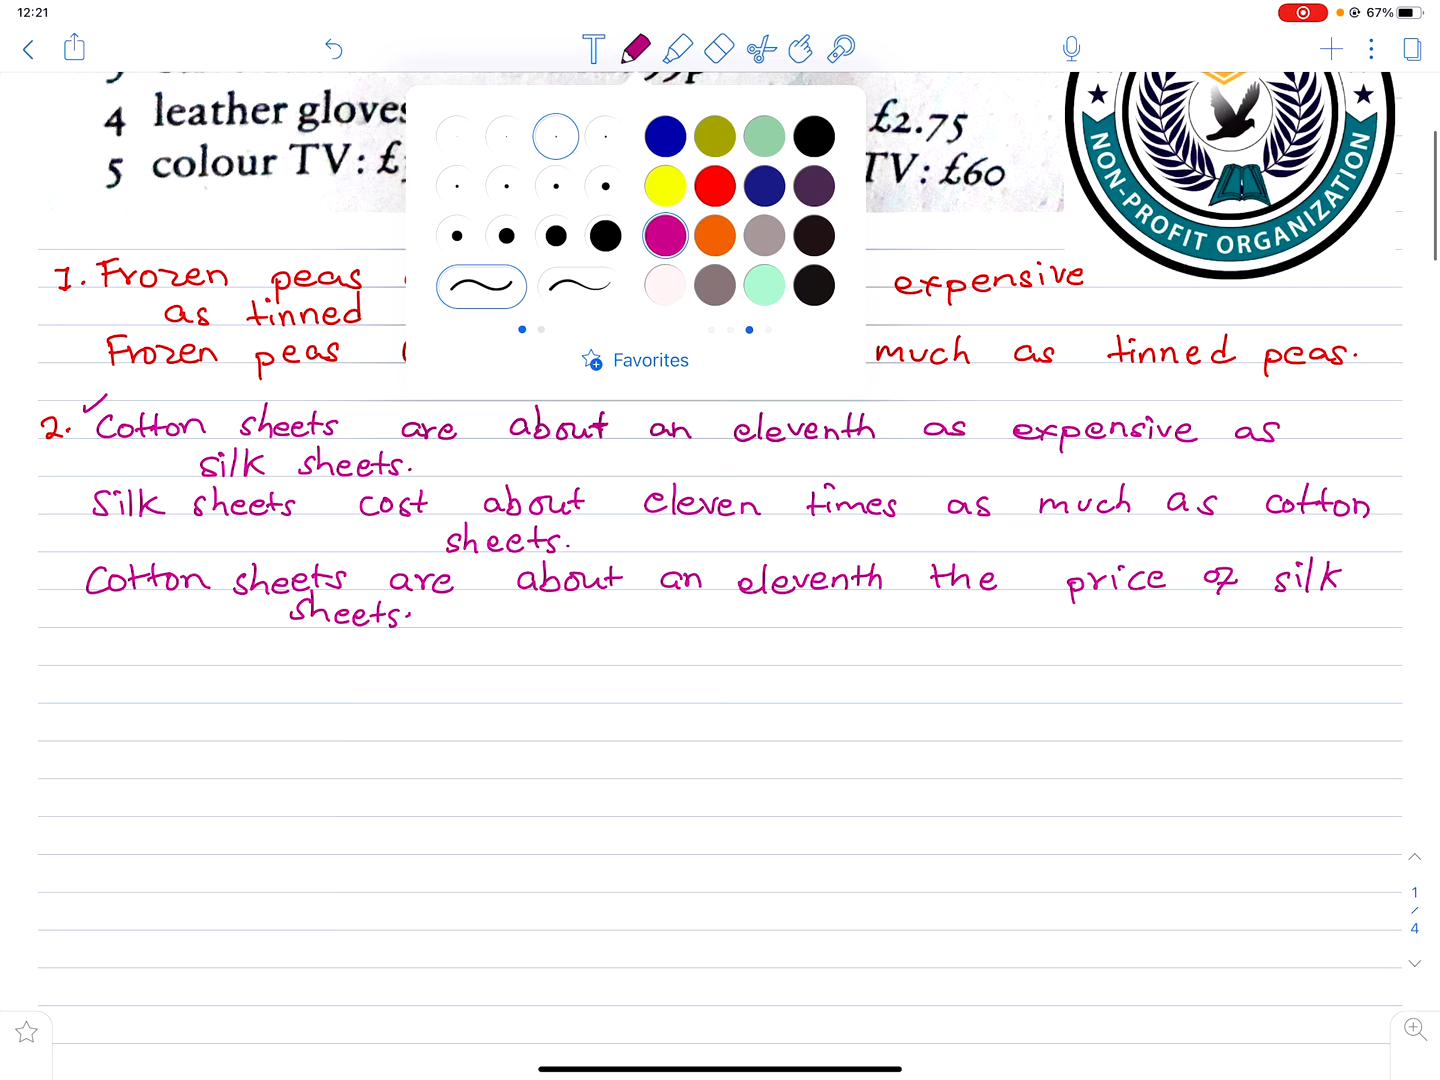 12:21
67%
4 leather gloves
£2.75
5 colour TV: £
TV: £60
NON-PROFIT ORGANIZATION
1. Frozen peas
expensive
as tinned
Frozen peas
much as tinned peas.
Favorites
2. Cotton sheets are about an eleventh as expensive as
silk sheets.
Silk sheets cost about eleven times as much as cotton
sheets.
Cotton sheets are about an eleventh the price of silk
sheets.
1
/
4